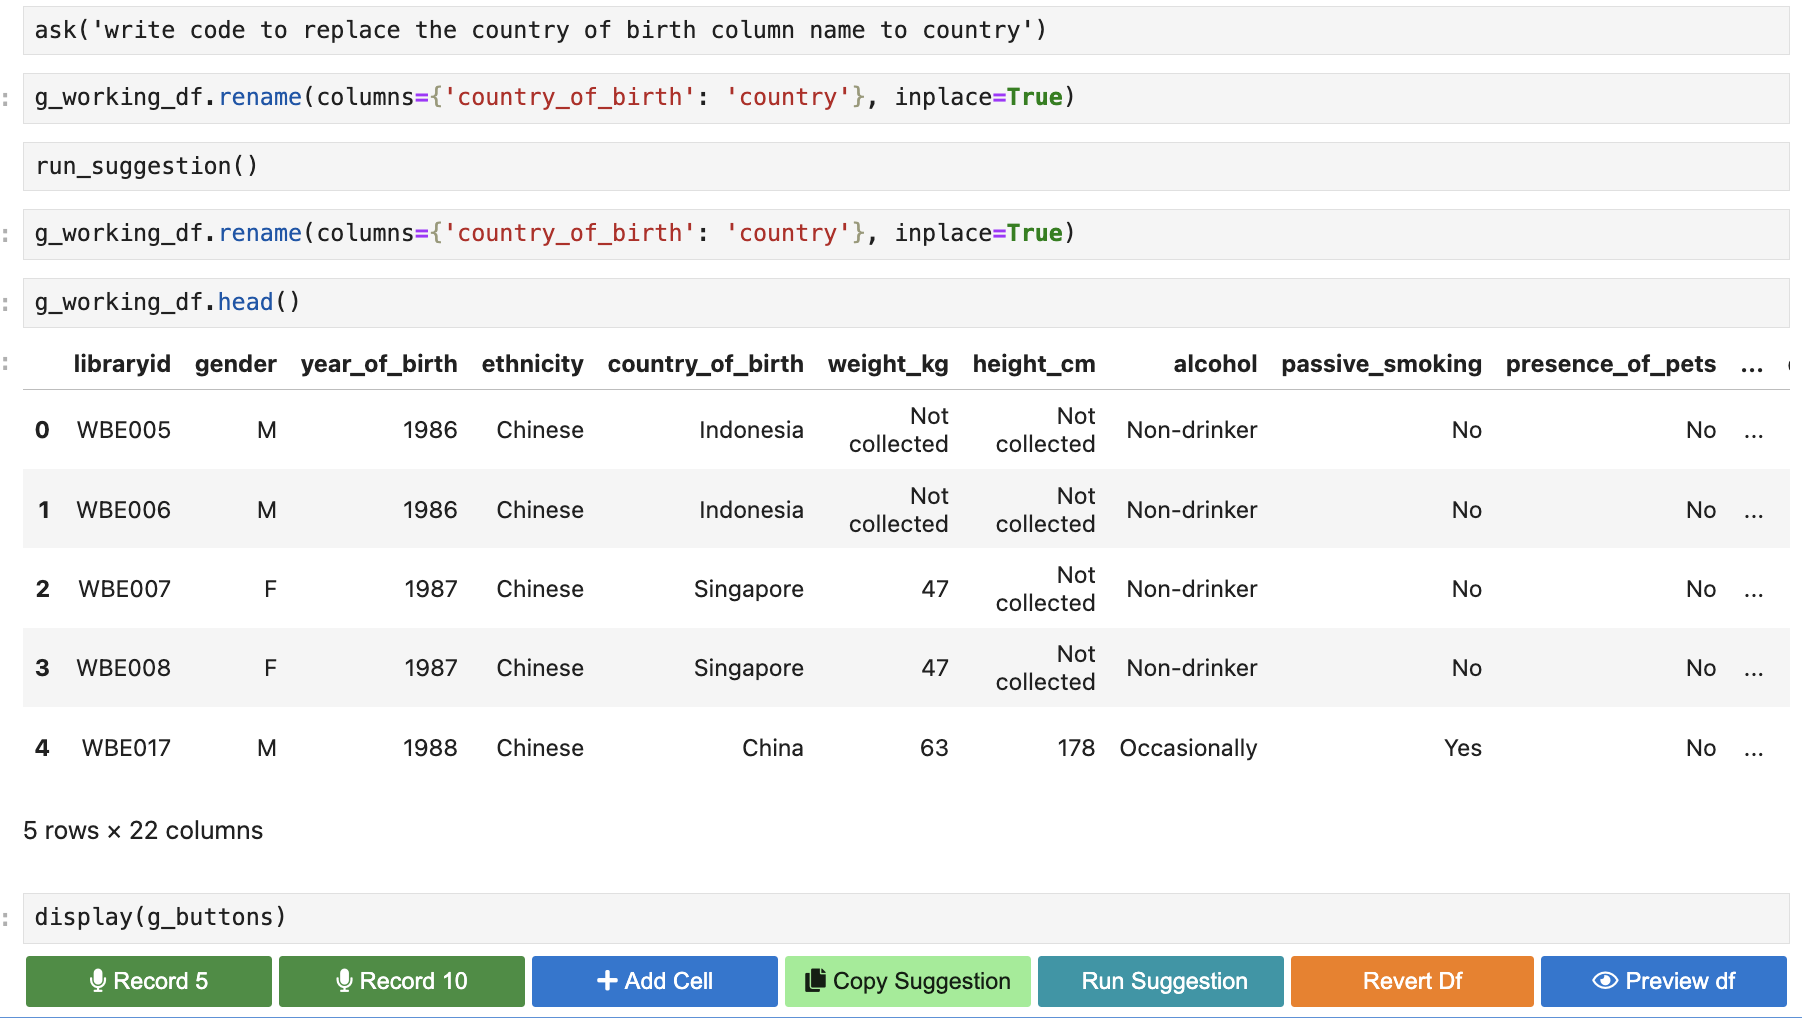 ask('write code to replace the country of birth column name to country')
g_working_df.rename(columns={'country_of_birth': 'country'}, inplace=True)
run_suggestion()
g_working_df.rename(columns={'country_of_birth': 'country'}, inplace=True)
g_working_df.head()
libraryid gender year_of_birth ethnicity country_of_birth weight_kg height_cm alcohol passive_smoking presence_of_pets ...
0 WBE005 M 1986 Chinese Indonesia Not collected Not collected Non-drinker No No ...
1 WBE006 M 1986 Chinese Indonesia Not collected Not collected Non-drinker No No ...
2 WBE007 F 1987 Chinese Singapore 47 Not collected Non-drinker No No ...
3 WBE008 F 1987 Chinese Singapore 47 Not collected Non-drinker No No ...
4 WBE017 M 1988 Chinese China 63 178 Occasionally Yes No ...
5 rows × 22 columns
display(g_buttons)
Record 5 Record 10 Add Cell Copy Suggestion Run Suggestion Revert Df Preview df